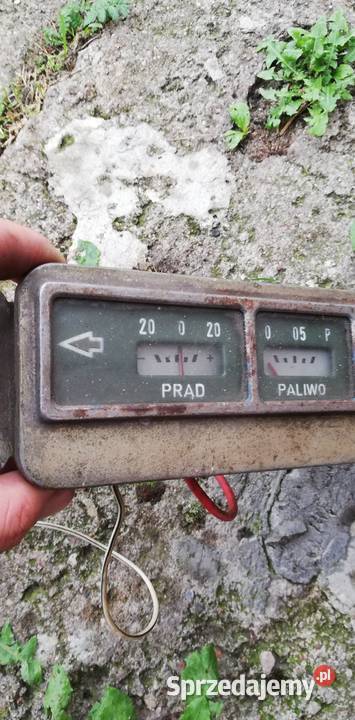 20 0 20
- +
PRĄD
0 05 P
PALIWO
Sprzedajemy.pl